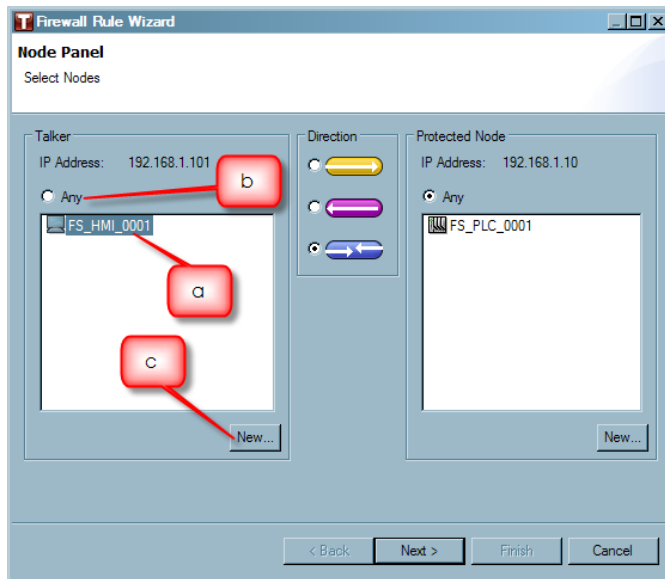 Firewall Rule Wizard
Node Panel
Select Nodes
Talker
IP Address: 192.168.1.101
Any
FS_HMI_0001
b
a
c
New...
Direction
Protected Node
IP Address: 192.168.1.10
Any
FS_PLC_0001
New...
< Back
Next >
Finish
Cancel